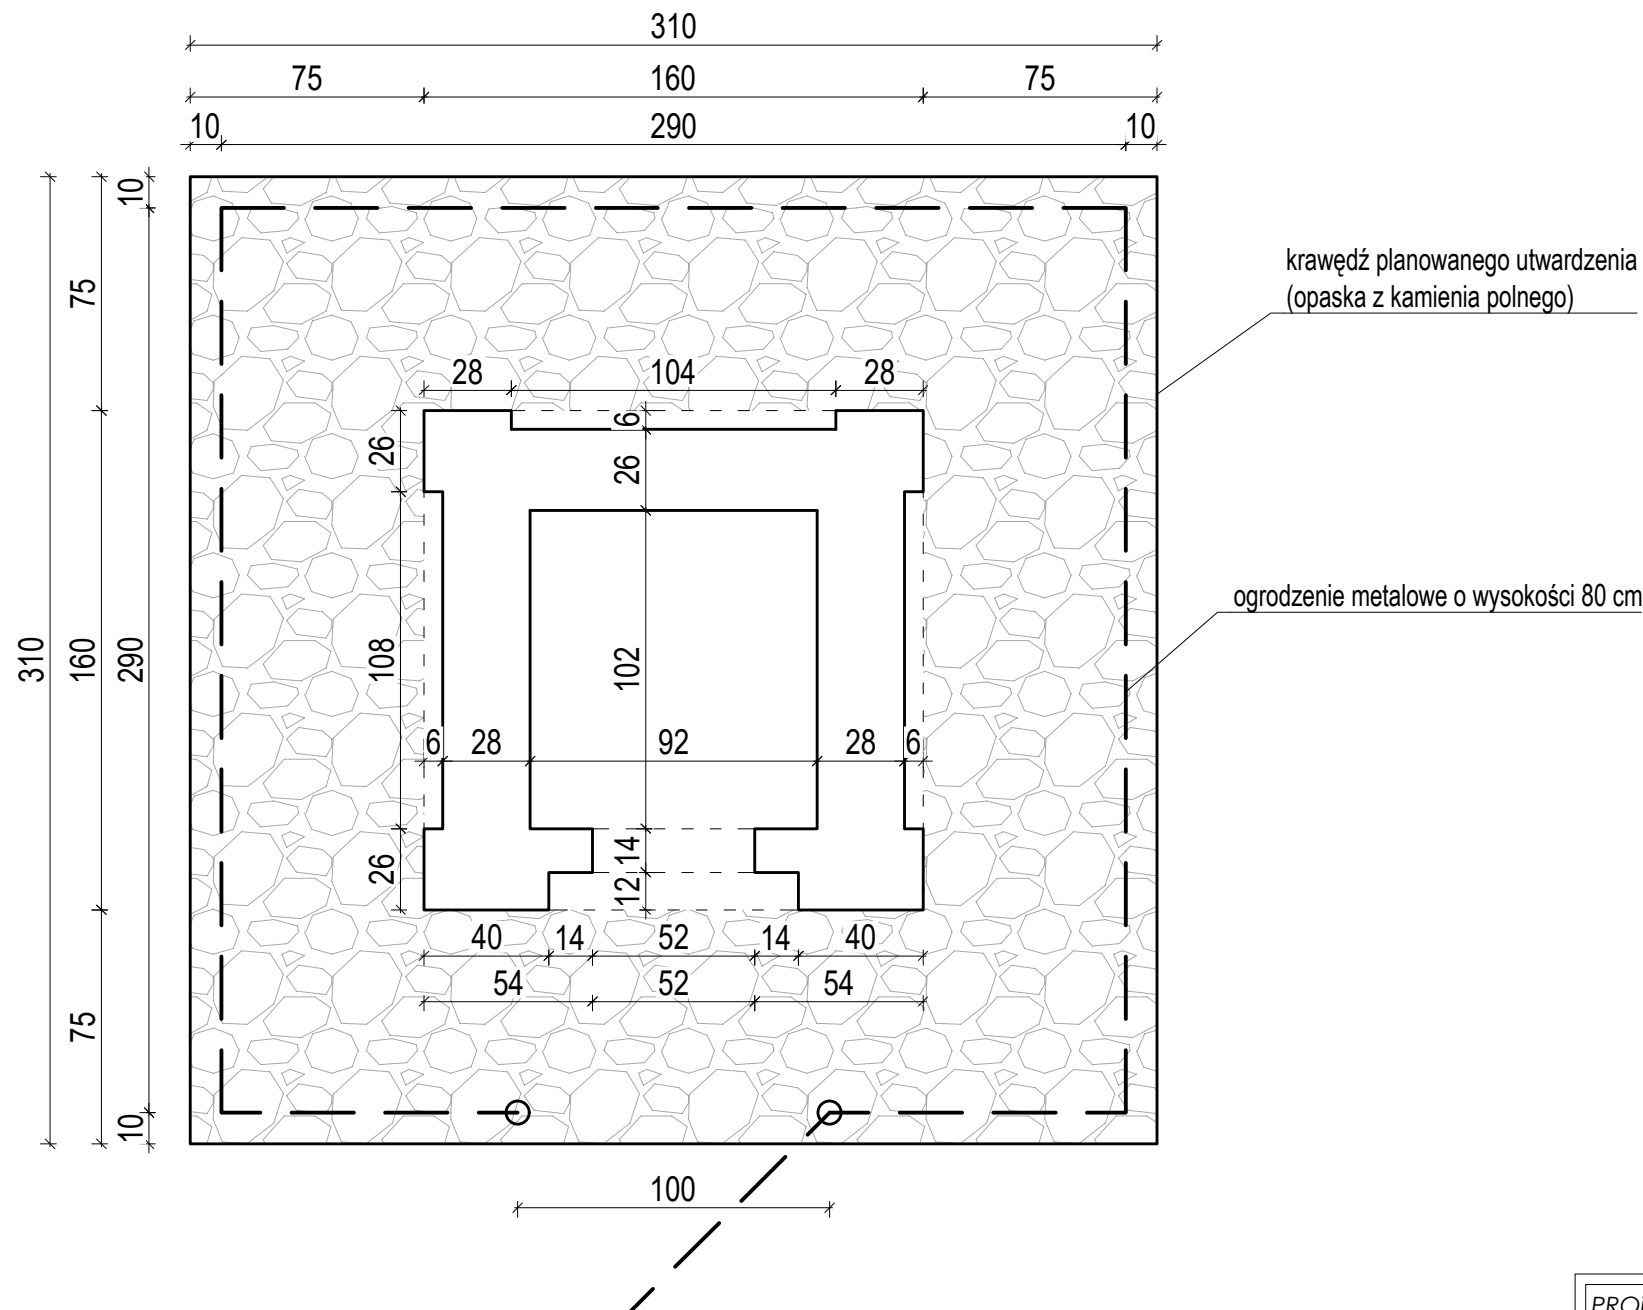 310
75 160 75
10 290 10
10
75
krawędź planowanego utwardzenia
(opaska z kamienia polnego)
28 104 28
6
26
26
ogrodzenie metalowe o wysokości 80 cm
310
160
290
108
102
6 28 92 28 6
14
26
12
40 14 52 14 40
54 52 54
75
10
100